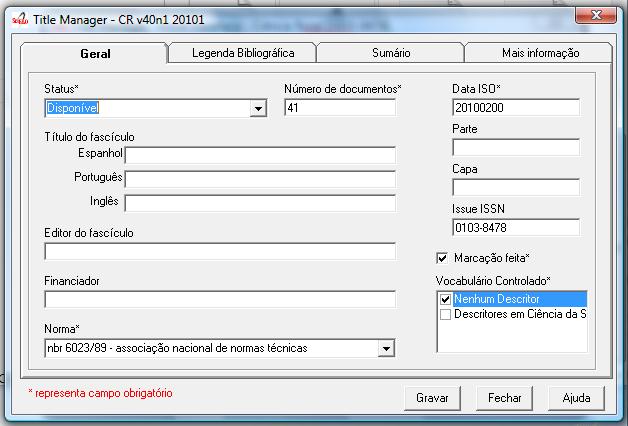 Title Manager - CR v40n1 20101
Geral
Legenda Bibliográfica
Sumário
Mais informação
Status*
Número de documentos*
Data ISO*
Disponível
41
20100200
Título do fascículo
Parte
Espanhol
Português
Capa
Inglês
Issue ISSN
0103-8478
Editor do fascículo
Marcação feita*
Financiador
Vocabulário Controlado*
Nenhum Descritor
Descritores em Ciência da S
Norma*
nbr 6023/89 - associação nacional de normas técnicas
* representa campo obrigatório
Gravar
Fechar
Ajuda